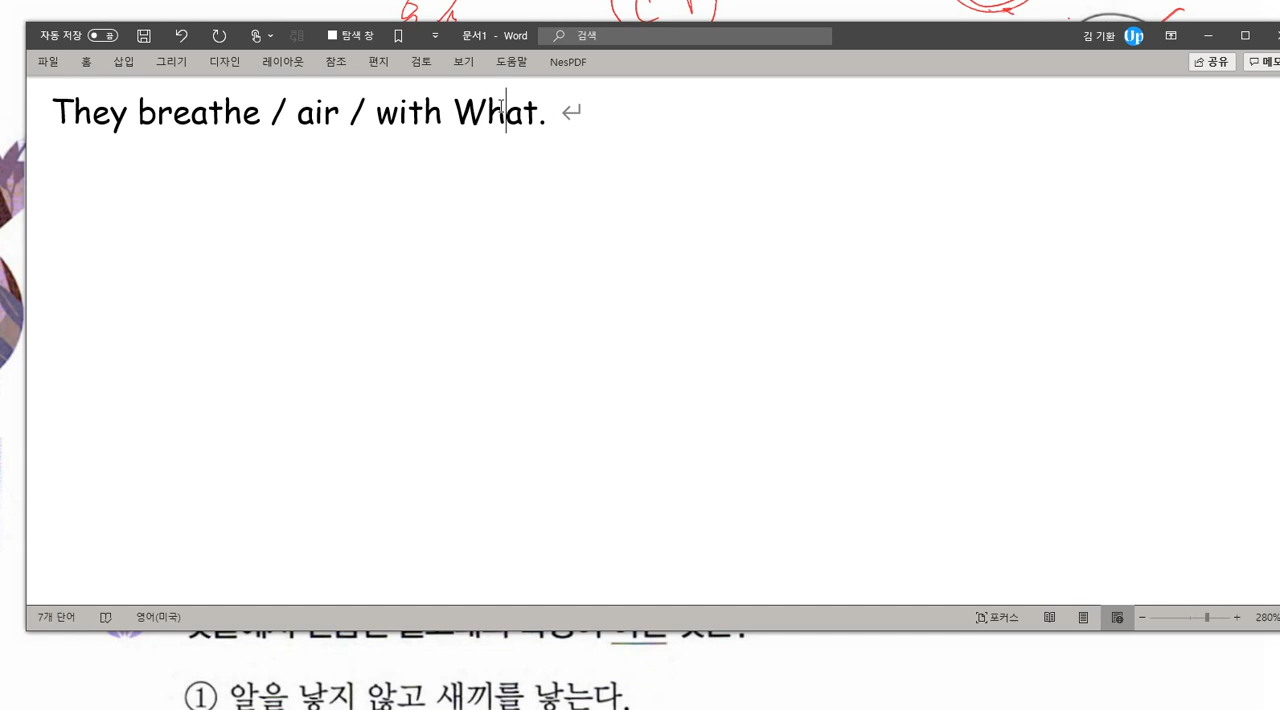 자동 저장 탐색 창 문서1 - Word 검색 김 기환 Up
파일 홈 삽입 그리기 디자인 레이아웃 참조 편지 검토 보기 도움말 NesPDF 공유 메모
They breathe / air / with What.
7개 단어 영어(미국) 포커스 280%
① 알을 낳지 않고 새끼를 낳는다.